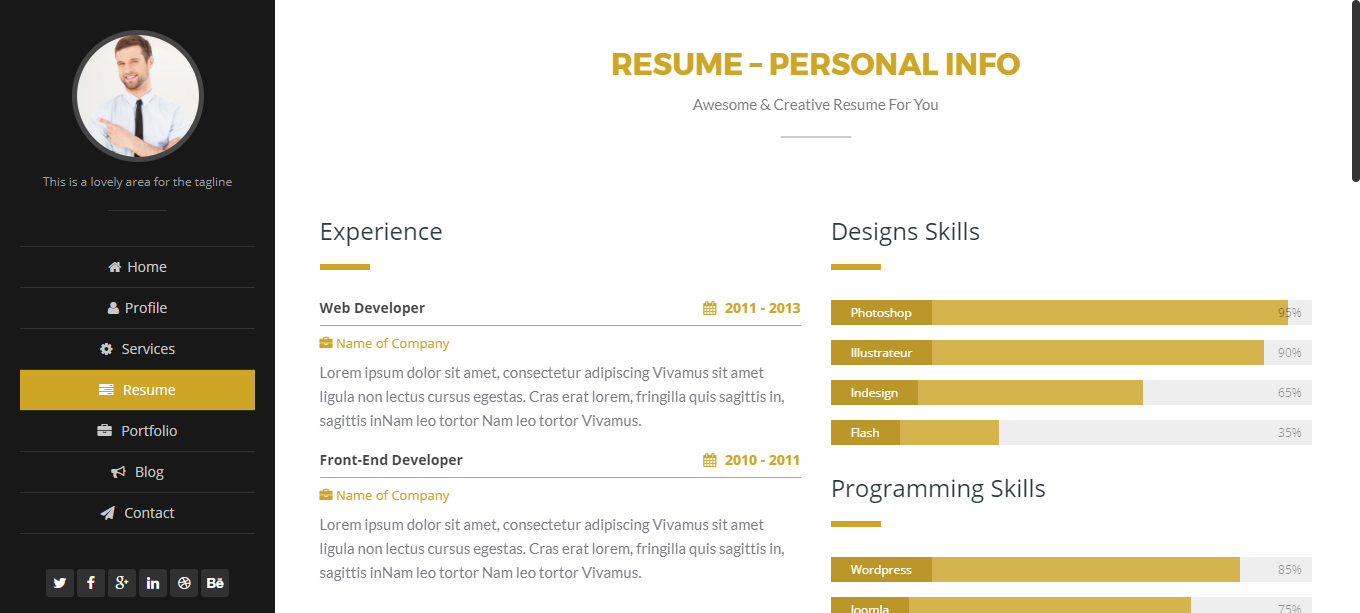 This is a lovely area for the tagline
Home
Profile
Services
Resume
Portfolio
Blog
Contact
RESUME – PERSONAL INFO
Awesome & Creative Resume For You
Experience
Web Developer 2011 - 2013
Name of Company
Lorem ipsum dolor sit amet, consectetur adipiscing Vivamus sit amet
ligula non lectus cursus egestas. Cras erat lorem, fringilla quis sagittis in,
sagittis inNam leo tortor Nam leo tortor Vivamus.
Front-End Developer 2010 - 2011
Name of Company
Lorem ipsum dolor sit amet, consectetur adipiscing Vivamus sit amet
ligula non lectus cursus egestas. Cras erat lorem, fringilla quis sagittis in,
sagittis inNam leo tortor Nam leo tortor Vivamus.
Designs Skills
Photoshop 95%
Illustrateur 90%
Indesign 65%
Flash 35%
Programming Skills
Wordpress 85%
Joomla 75%